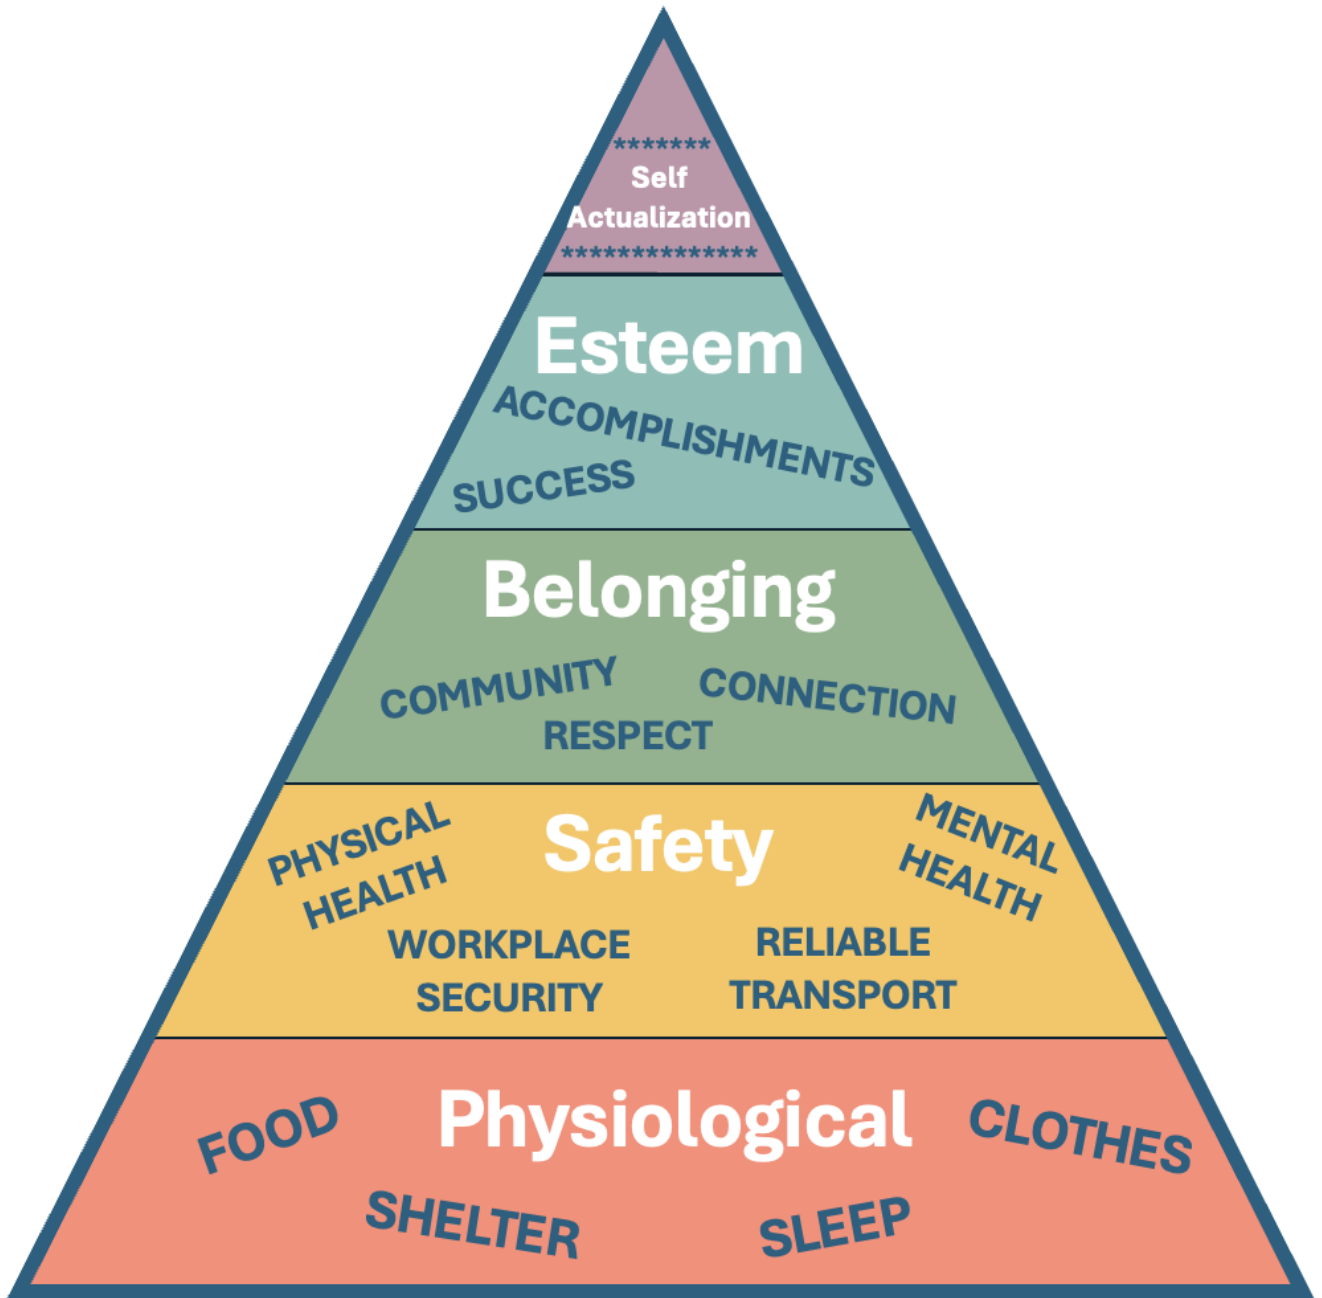 *******
Self
Actualization
**************
Esteem
ACCOMPLISHMENTS
SUCCESS
Belonging
COMMUNITY
CONNECTION
RESPECT
PHYSICAL
HEALTH
Safety
MENTAL
HEALTH
WORKPLACE
SECURITY
RELIABLE
TRANSPORT
FOOD
Physiological
CLOTHES
SHELTER
SLEEP